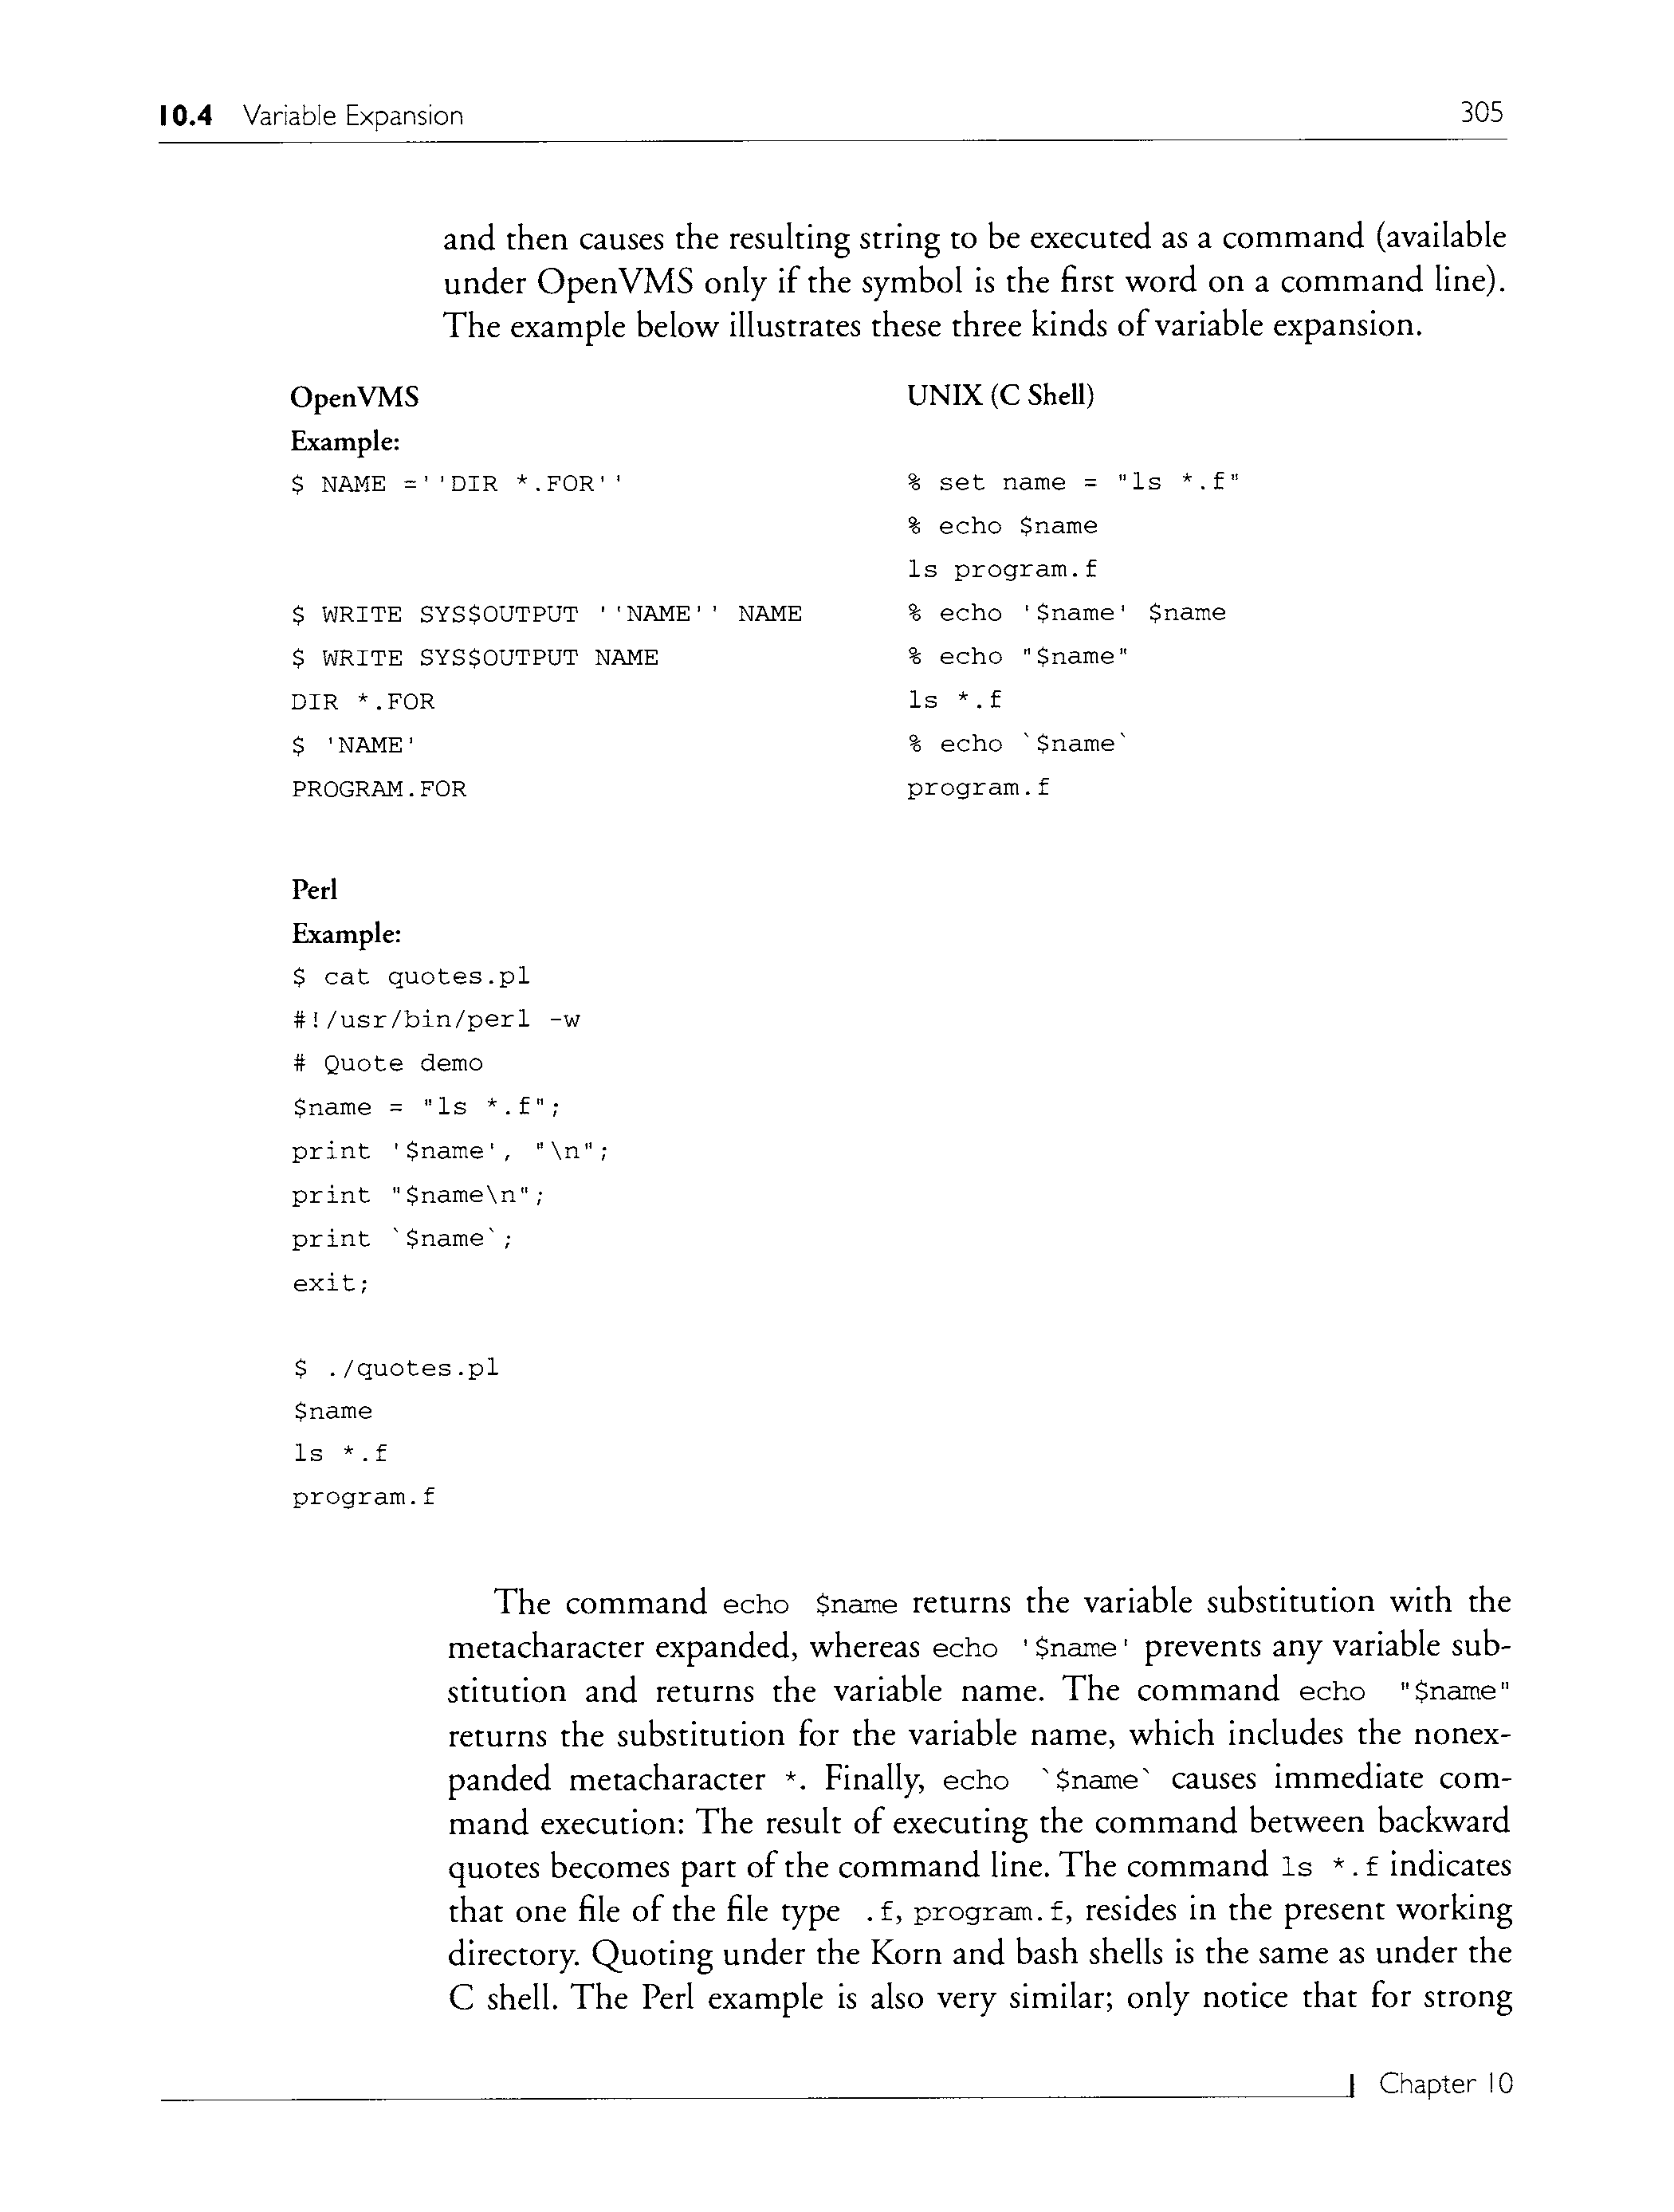 10.4 Variable Expansion 305
and then causes the resulting string to be executed as a command (available
under OpenVMS only if the symbol is the first word on a command line).
The example below illustrates these three kinds of variable expansion.
OpenVMS UNIX (C Shell)
Example:
$ NAME =''DIR *.FOR'' % set name = "ls *.f"
% echo $name
ls program.f
$ WRITE SYS$OUTPUT ''NAME'' NAME % echo '$name' $name
$ WRITE SYS$OUTPUT NAME % echo "$name"
DIR *.FOR ls *.f
$ 'NAME' % echo `$name`
PROGRAM.FOR program.f
Perl
Example:
$ cat quotes.pl
#!/usr/bin/perl -w
# Quote demo
$name = "ls *.f";
print '$name', "\n";
print "$name\n";
print `$name`;
exit;
$ ./quotes.pl
$name
ls *.f
program.f
The command echo $name returns the variable substitution with the
metacharacter expanded, whereas echo '$name' prevents any variable sub-
stitution and returns the variable name. The command echo "$name"
returns the substitution for the variable name, which includes the nonex-
panded metacharacter *. Finally, echo `$name` causes immediate com-
mand execution: The result of executing the command between backward
quotes becomes part of the command line. The command ls *.f indicates
that one file of the file type .f, program.f, resides in the present working
directory. Quoting under the Korn and bash shells is the same as under the
C shell. The Perl example is also very similar; only notice that for strong
Chapter 10